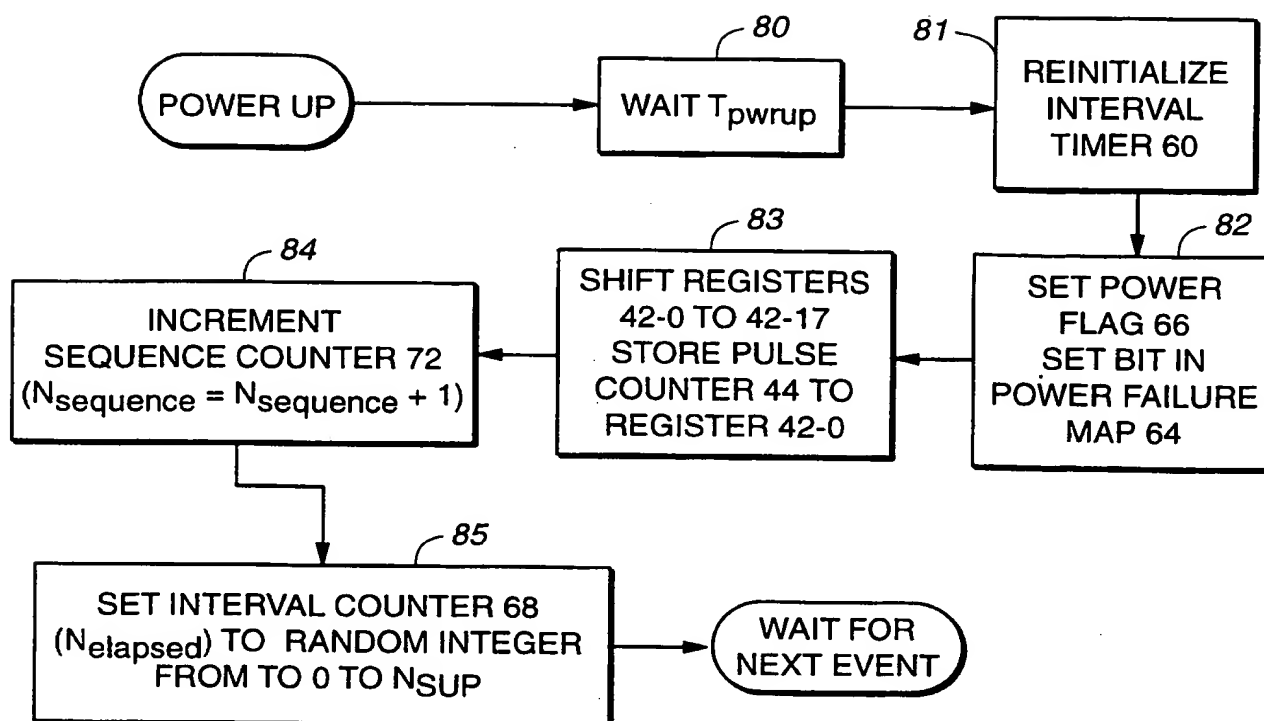 POWER UP
80
WAIT Tpwrup
81
REINITIALIZE
INTERVAL
TIMER 60
82
SET POWER
FLAG 66
SET BIT IN
POWER FAILURE
MAP 64
83
SHIFT REGISTERS
42-0 TO 42-17
STORE PULSE
COUNTER 44 TO
REGISTER 42-0
84
INCREMENT
SEQUENCE COUNTER 72
(Nsequence = Nsequence + 1)
85
SET INTERVAL COUNTER 68
(Nelapsed) TO RANDOM INTEGER
FROM TO 0 TO NSUP
WAIT FOR
NEXT EVENT